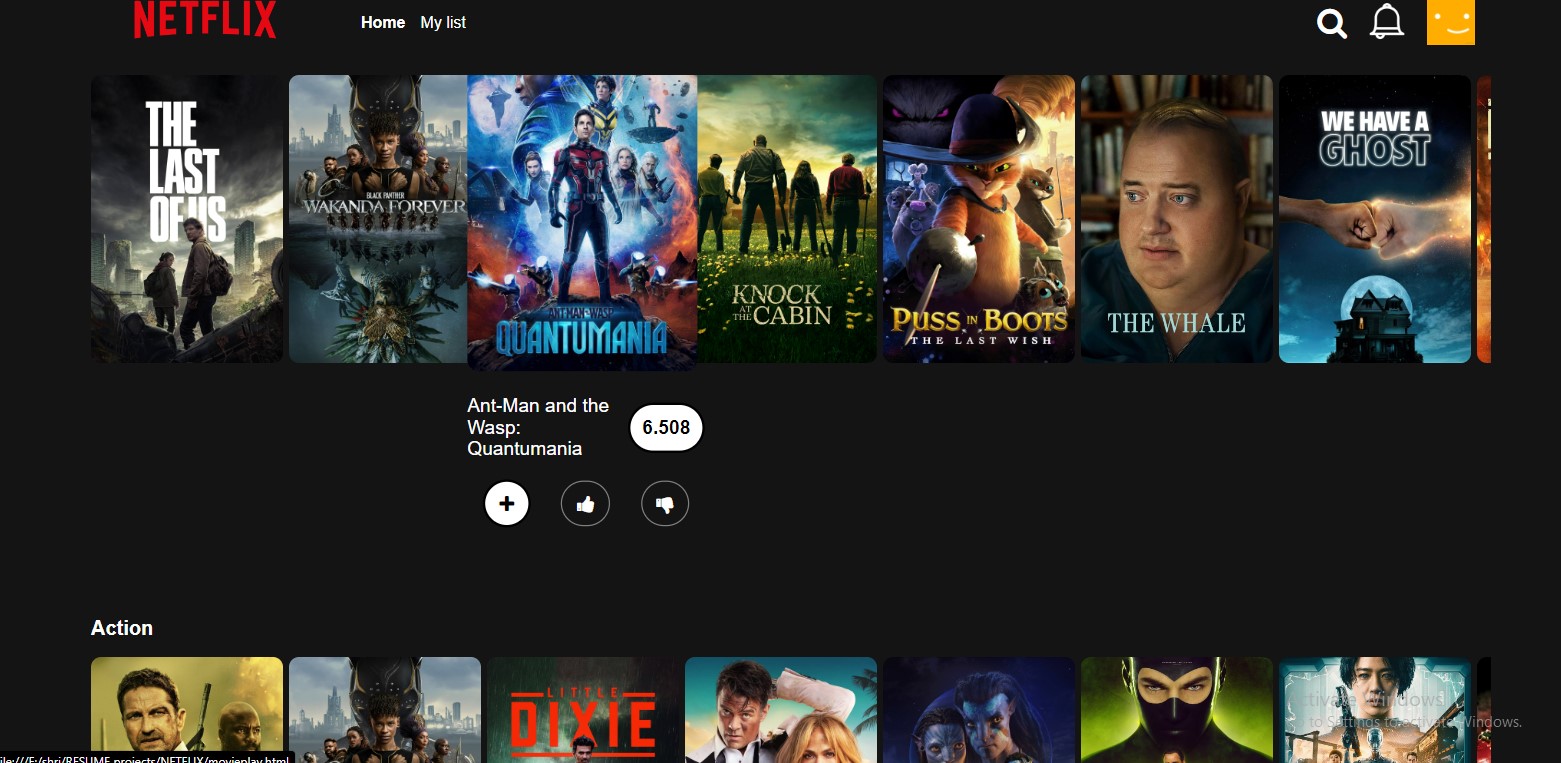 NETFLIX
Home
My list
THE
LAST
OF US
BLACK PANTHER
WAKANDA FOREVER
ANT-MAN AND THE WASP
QUANTUMANIA
KNOCK
AT THE
CABIN
PUSS IN BOOTS
THE LAST WISH
THE WHALE
WE HAVE A
GHOST
Ant-Man and the
Wasp:
Quantumania
6.508
Action
LITTLE
DIXIE
ctivate Windows
to Settings to activate Windows.
ile:///F:/shri/RESUME projects/NETFLIX/movieplay.html